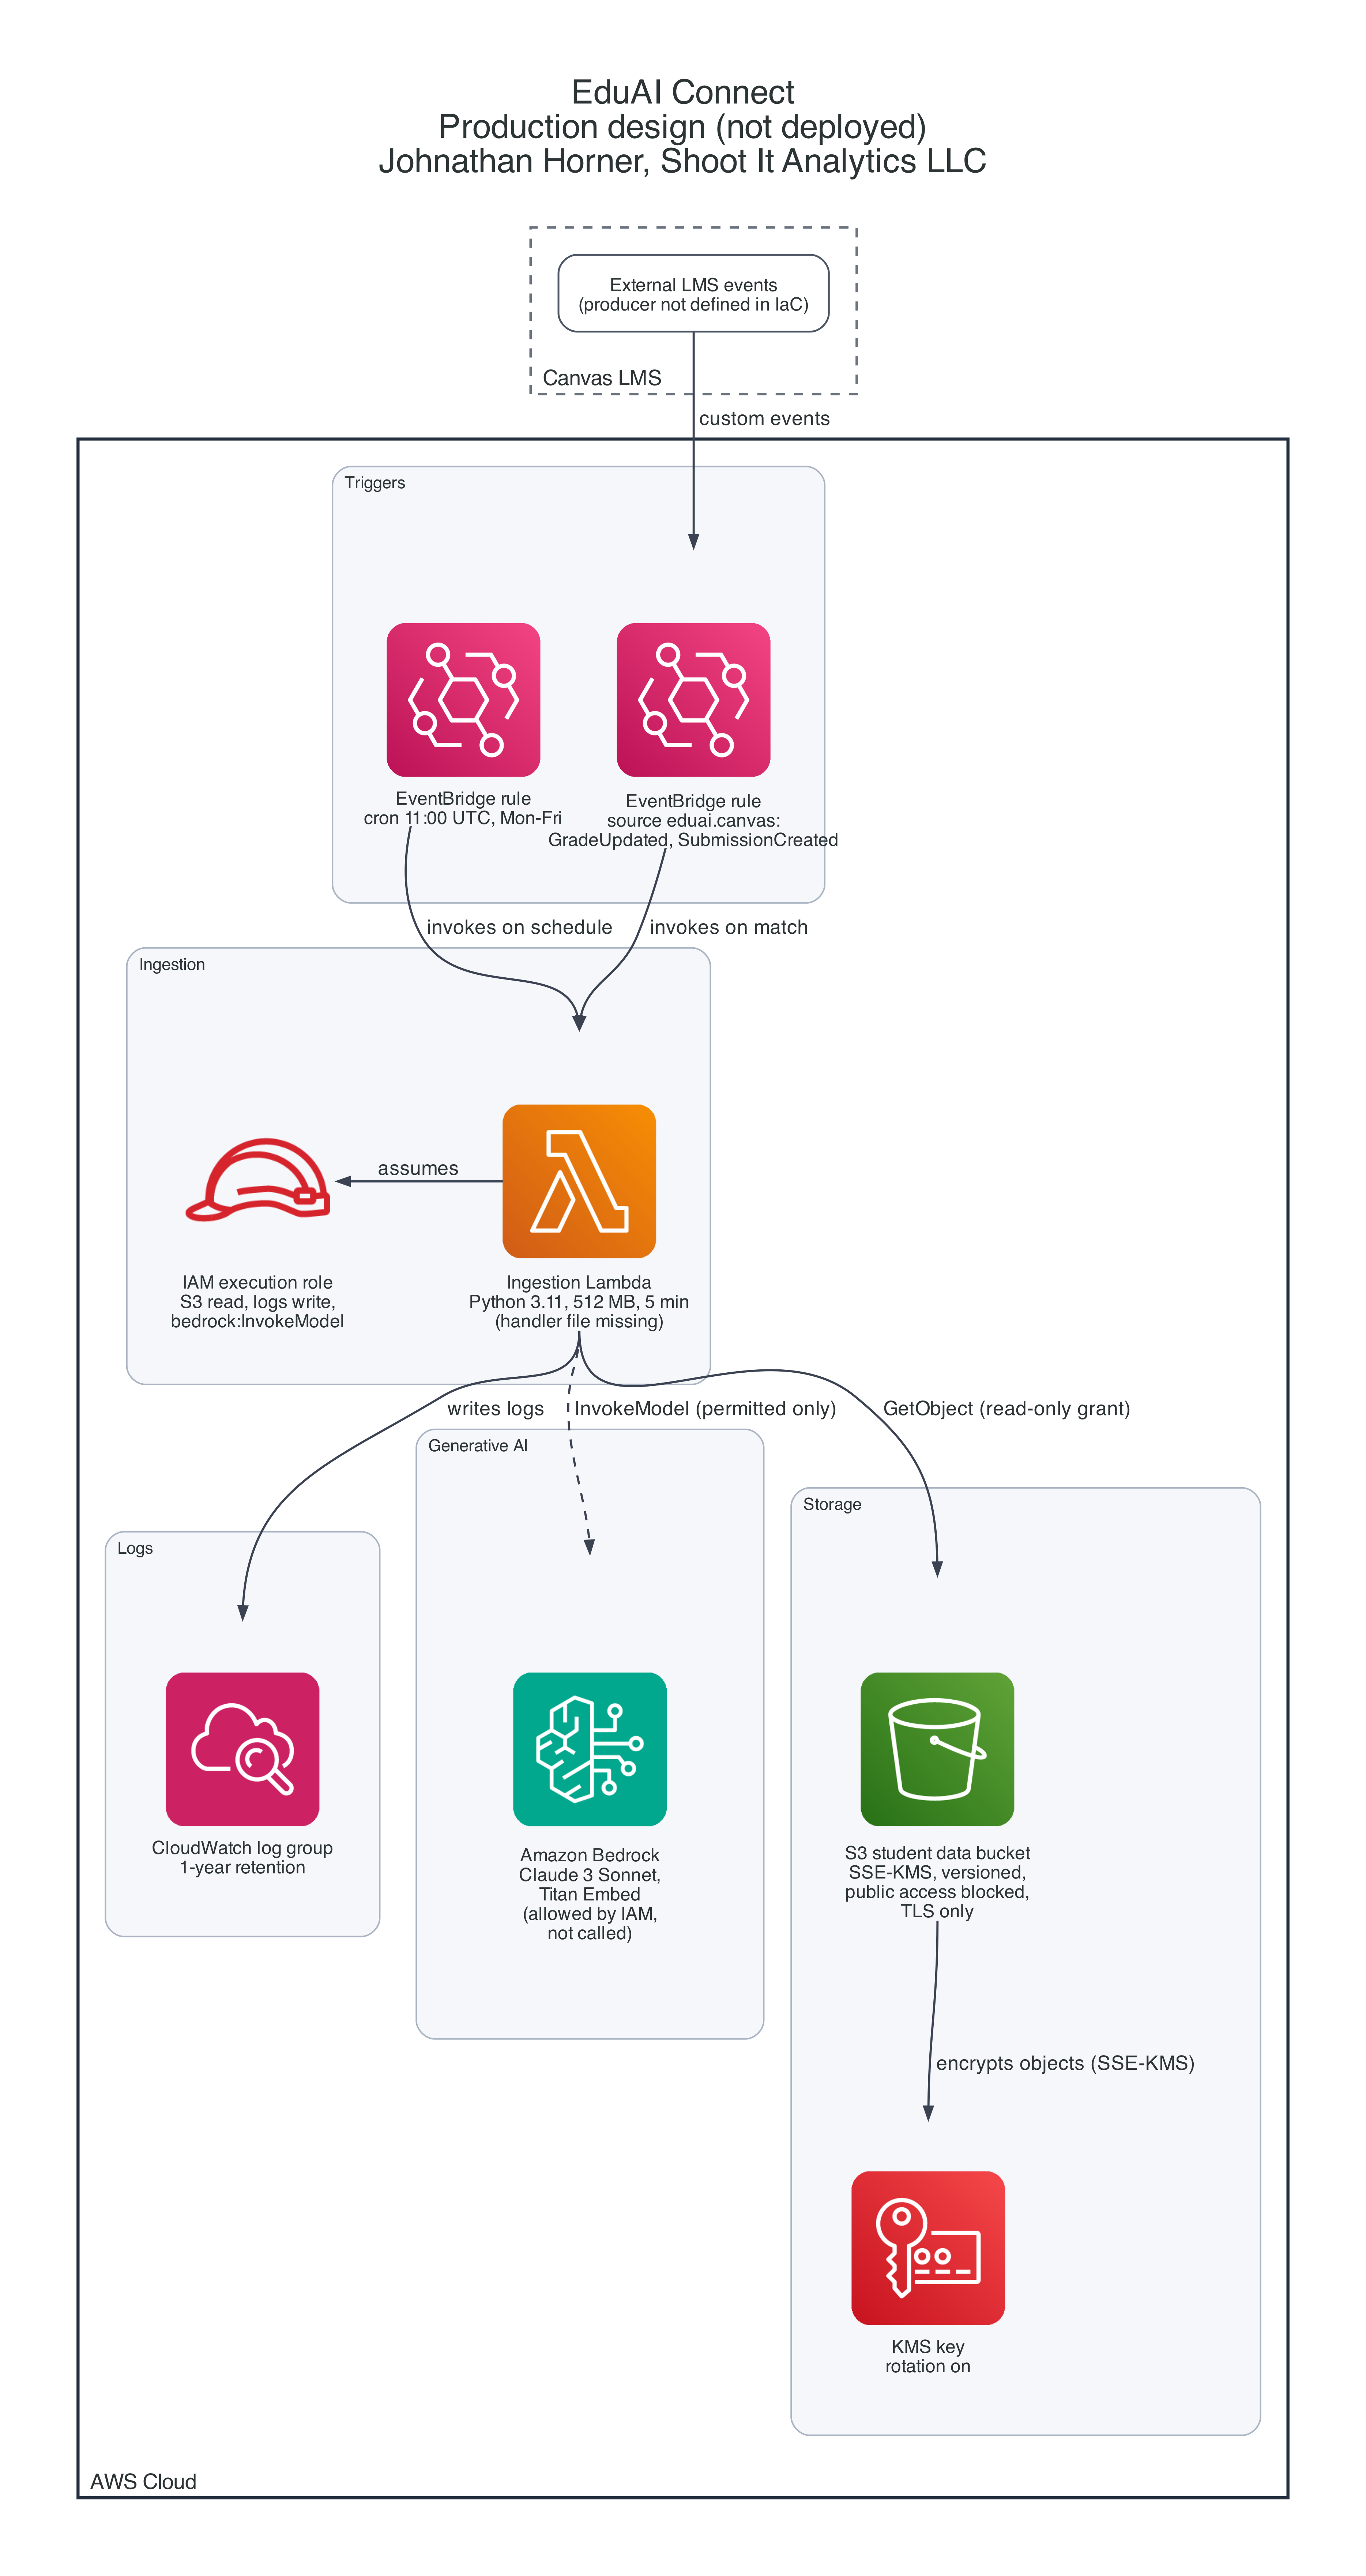 EduAI Connect
Production design (not deployed)
Johnathan Horner, Shoot It Analytics LLC
External LMS events
(producer not defined in IaC)
Canvas LMS
custom events
Triggers
EventBridge rule
cron 11:00 UTC, Mon-Fri
EventBridge rule
source eduai.canvas:
GradeUpdated, SubmissionCreated
invokes on schedule
invokes on match
Ingestion
assumes
IAM execution role
S3 read, logs write,
bedrock:InvokeModel
Ingestion Lambda
Python 3.11, 512 MB, 5 min
(handler file missing)
writes logs
InvokeModel (permitted only)
GetObject (read-only grant)
Generative AI
Storage
Logs
CloudWatch log group
1-year retention
Amazon Bedrock
Claude 3 Sonnet,
Titan Embed
(allowed by IAM,
not called)
S3 student data bucket
SSE-KMS, versioned,
public access blocked,
TLS only
encrypts objects (SSE-KMS)
KMS key
rotation on
AWS Cloud